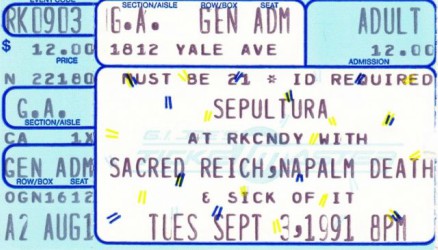 EVENT CODE SECTION/AISLE ROW/BOX SEAT
RK0903 G.A. GEN ADM ADULT
$ 12.00 1812 YALE AVE 12.00
PRICE ADMISSION
N 22180 MUST BE 21 * ID REQUIRED
G.A. SEPULTURA
SECTION/AISLE
CA 1X AT RKCNDY WITH
GEN ADM SACRED REICH,NAPALM DEATH
ROW/BOX SEAT
OGN1612 & SICK OF IT
A2 AUG1 TUES SEPT 3,1991 8PM